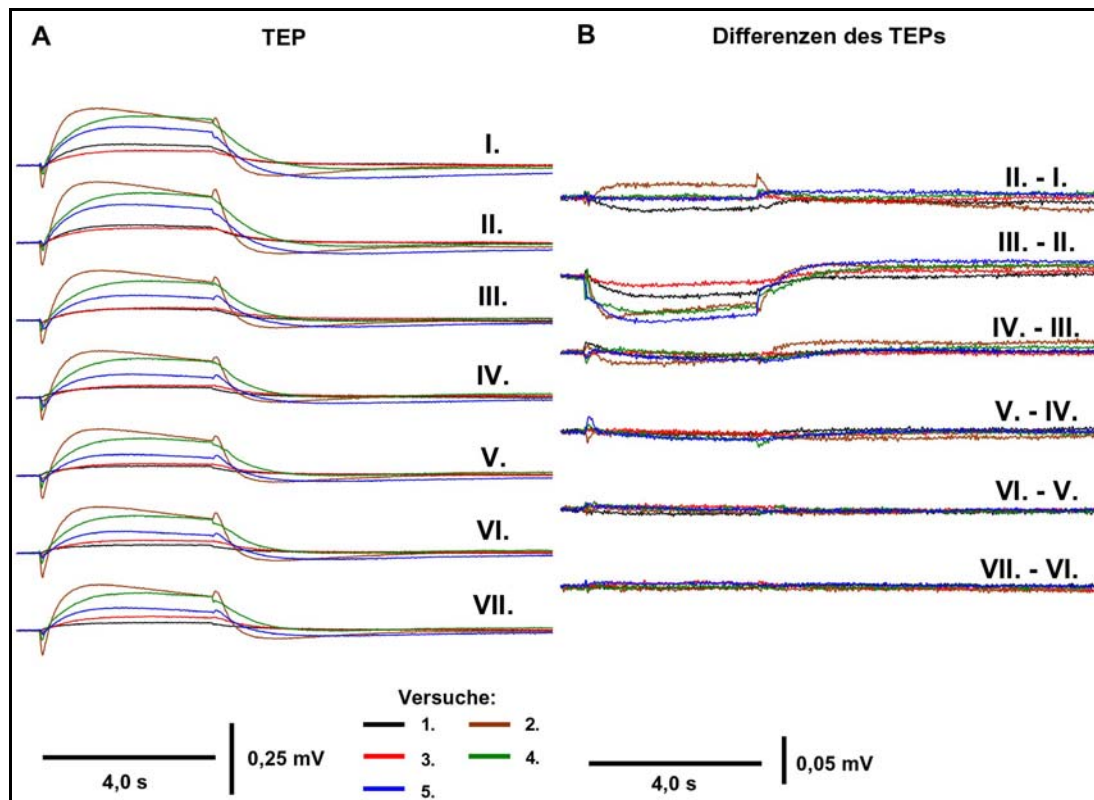 A
TEP
I.
II.
III.
IV.
V.
VI.
VII.
B
Differenzen des TEPs
II. - I.
III. - II.
IV. - III.
V. - IV.
VI. - V.
VII. - VI.
Versuche:
1. 2.
3. 4.
5.
4,0 s
0,25 mV
4,0 s
0,05 mV